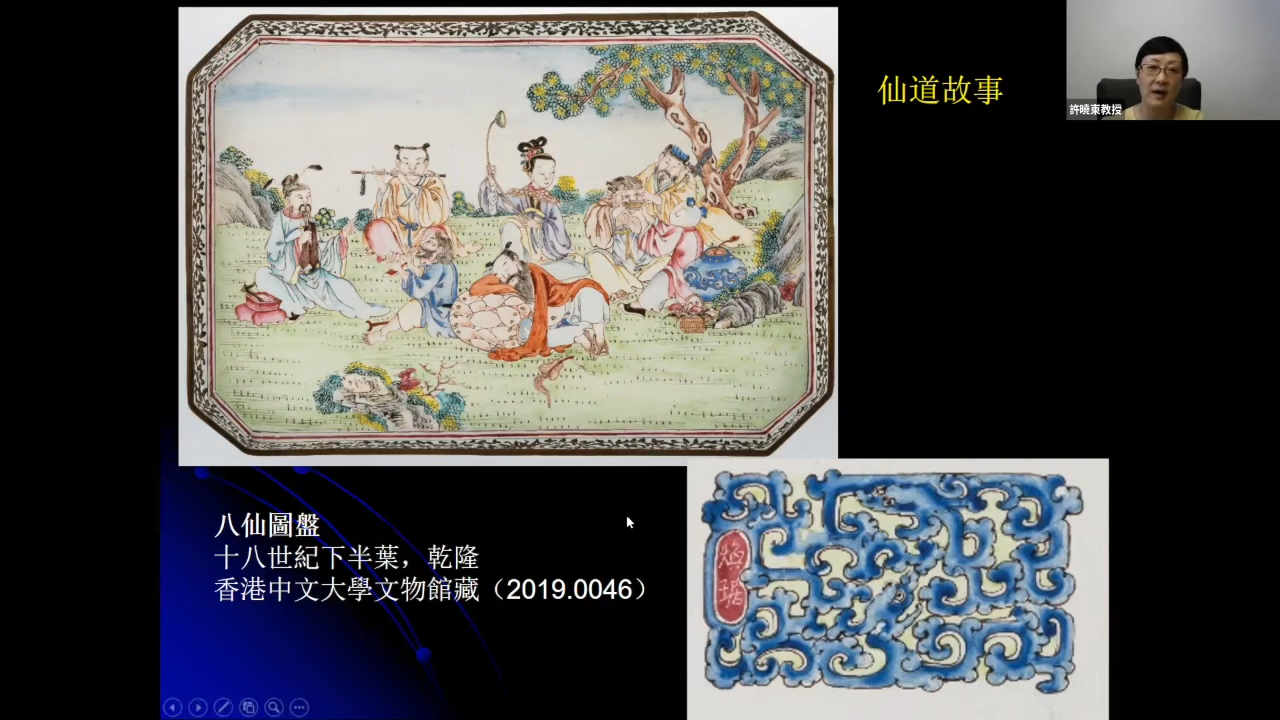 仙道故事
許曉東教授
八仙圖盤
十八世紀下半葉，乾隆
香港中文大學文物館藏（2019.0046）